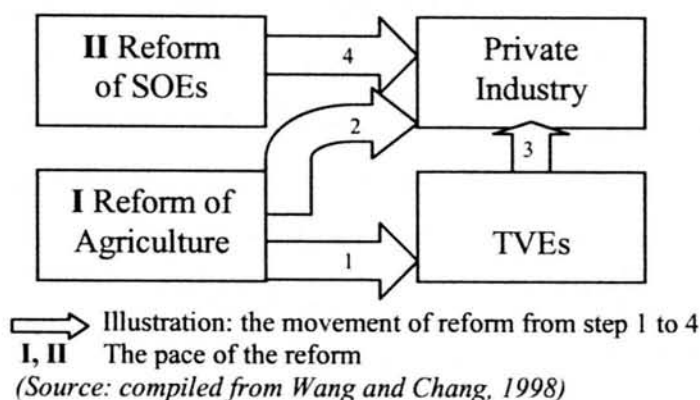 II Reform
of SOEs
4
Private
Industry
2
3
I Reform of
Agriculture
1
TVEs
Illustration: the movement of reform from step 1 to 4
I, II The pace of the reform
(Source: compiled from Wang and Chang, 1998)